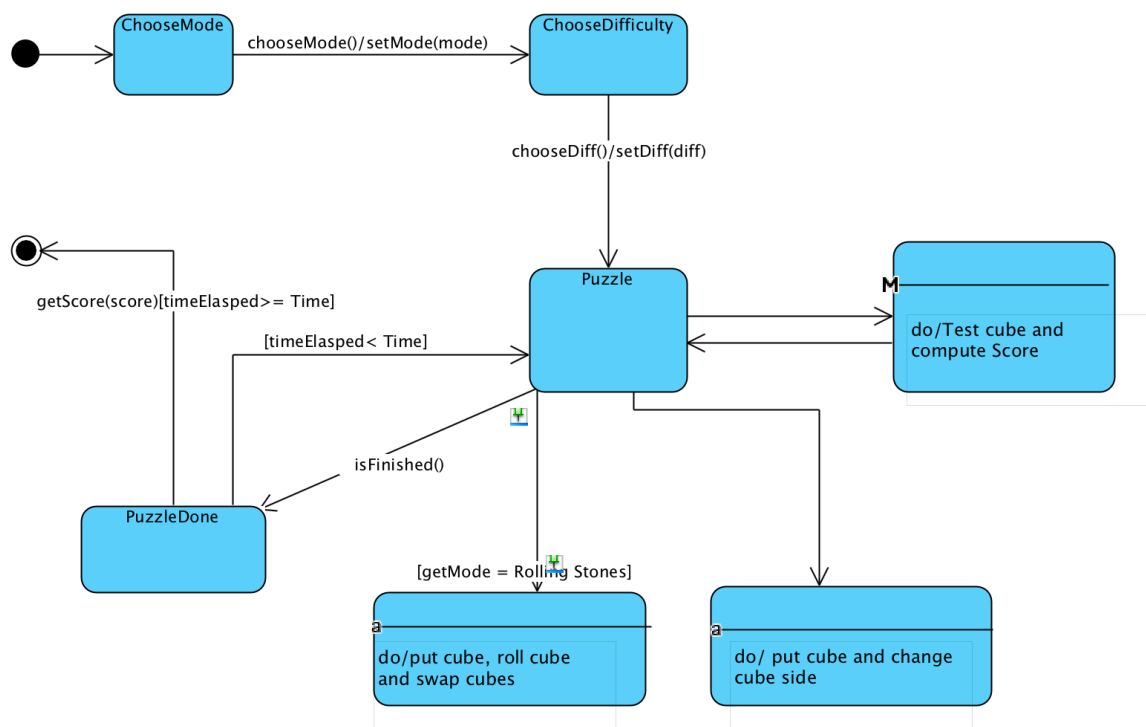 ChooseMode
ChooseDifficulty
chooseMode()/setMode(mode)
chooseDiff()/setDiff(diff)
Puzzle
M
getScore(score)[timeElasped>= Time]
do/Test cube and
compute Score
[timeElasped< Time]
isFinished()
PuzzleDone
[getMode = Rolling Stones]
a
a
do/put cube, roll cube
and swap cubes
do/ put cube and change
cube side